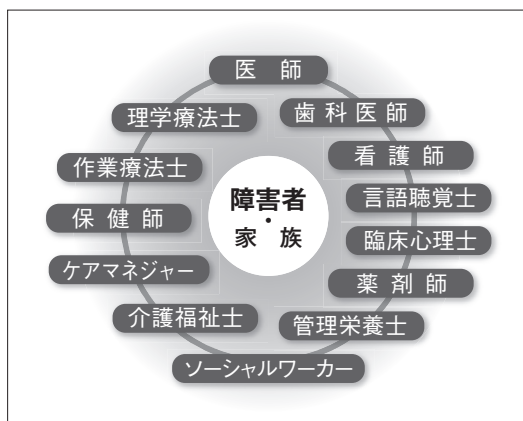 医師
理学療法士
歯科医師
作業療法士
看護師
障害者
・
家族
保健師
言語聴覚士
臨床心理士
ケアマネジャー
薬剤師
介護福祉士
管理栄養士
ソーシャルワーカー